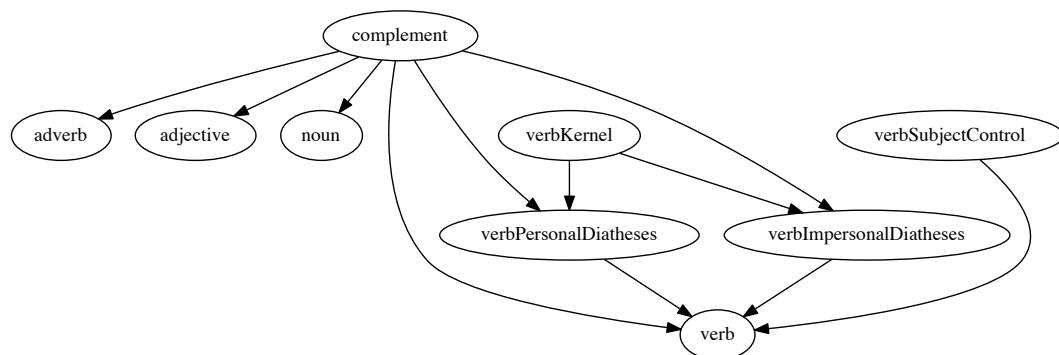 complement
adverb
adjective
noun
verbKernel
verbSubjectControl
verbPersonalDiatheses
verbImpersonalDiatheses
verb